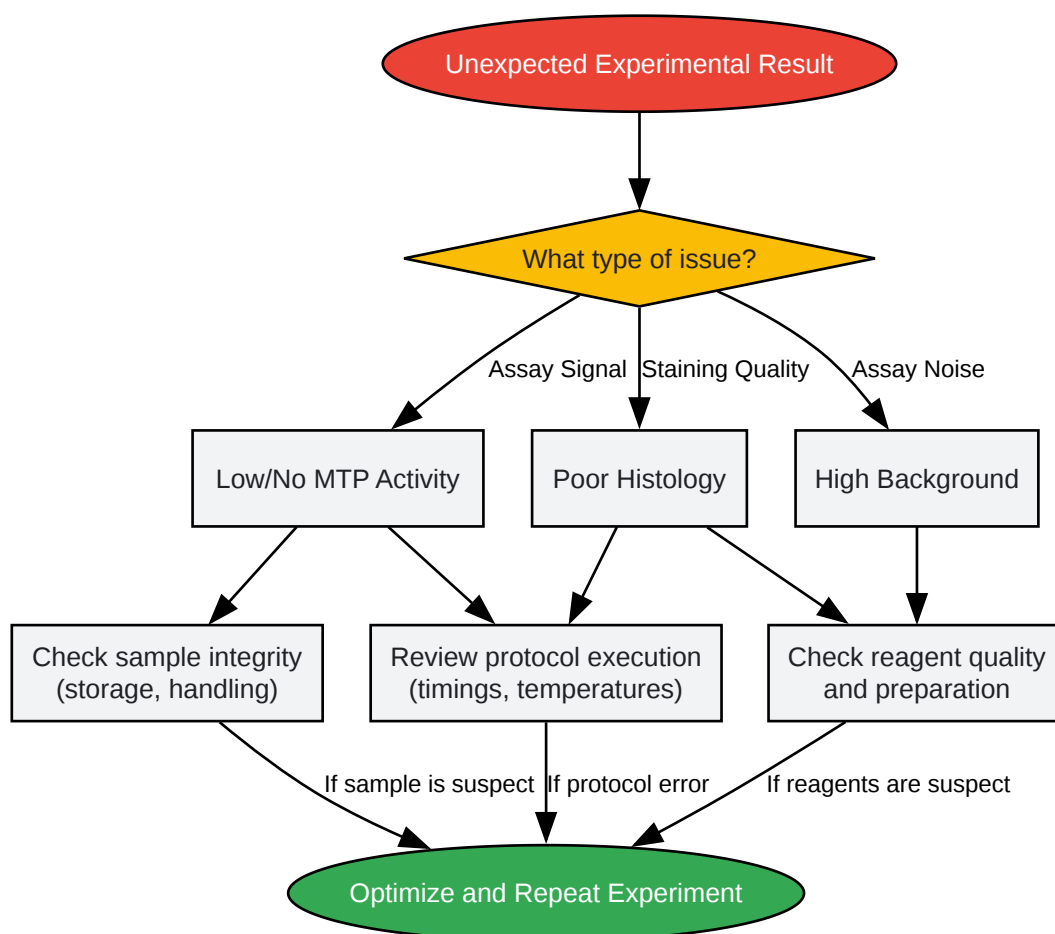 Unexpected Experimental Result
What type of issue?
Assay Signal
Staining Quality
Assay Noise
Low/No MTP Activity
Poor Histology
High Background
Check sample integrity
(storage, handling)
Review protocol execution
(timings, temperatures)
Check reagent quality
and preparation
If sample is suspect
If protocol error
If reagents are suspect
Optimize and Repeat Experiment